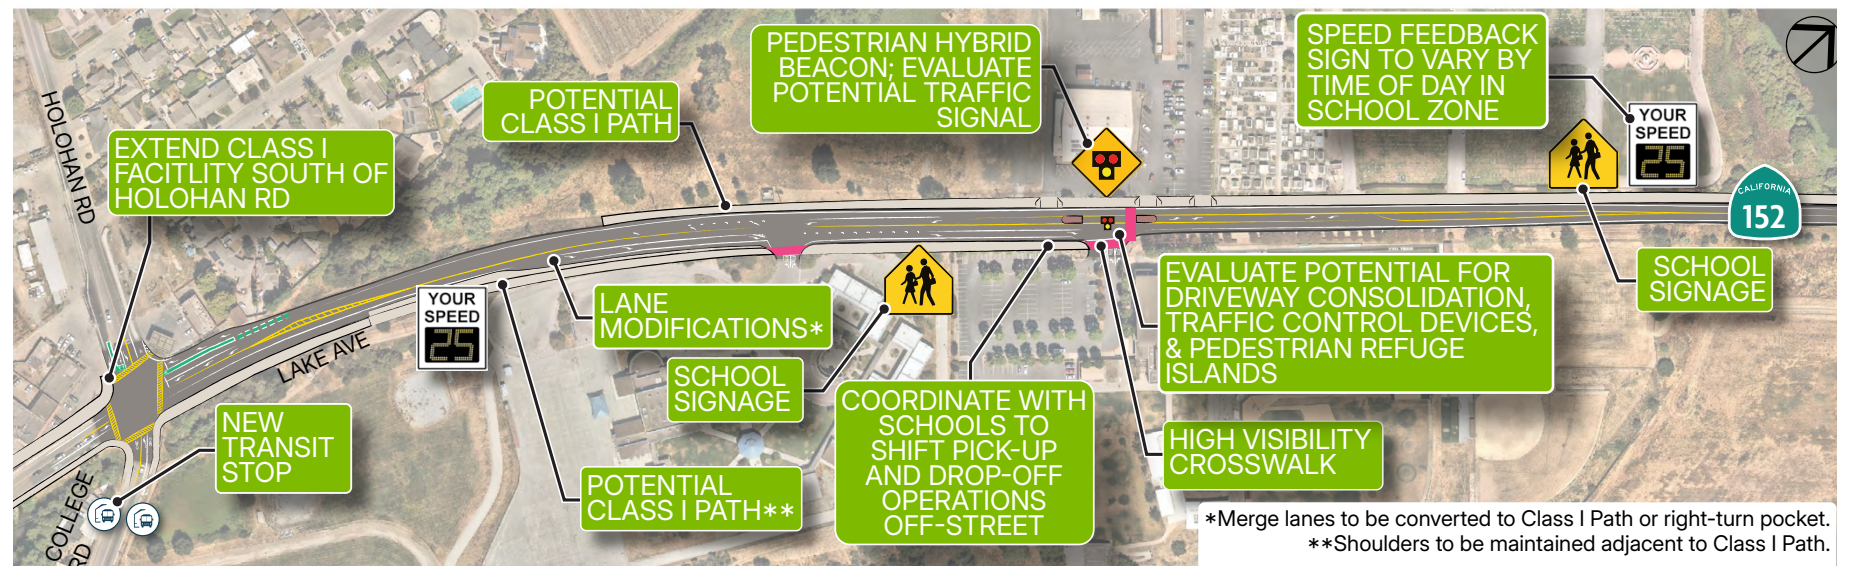 HOLOHAN RD
EXTEND CLASS I
FACITLITY SOUTH OF
HOLOHAN RD
POTENTIAL
CLASS I PATH
PEDESTRIAN HYBRID
BEACON; EVALUATE
POTENTIAL TRAFFIC
SIGNAL
SPEED FEEDBACK
SIGN TO VARY BY
TIME OF DAY IN
SCHOOL ZONE
YOUR
SPEED
25
CALIFORNIA
152
SCHOOL
SIGNAGE
LAKE AVE
YOUR
SPEED
25
LANE
MODIFICATIONS*
SCHOOL
SIGNAGE
EVALUATE POTENTIAL FOR
DRIVEWAY CONSOLIDATION,
TRAFFIC CONTROL DEVICES,
& PEDESTRIAN REFUGE
ISLANDS
NEW
TRANSIT
STOP
COLLEGE
RD
POTENTIAL
CLASS I PATH**
COORDINATE WITH
SCHOOLS TO
SHIFT PICK-UP
AND DROP-OFF
OPERATIONS
OFF-STREET
HIGH VISIBILITY
CROSSWALK
*Merge lanes to be converted to Class I Path or right-turn pocket.
**Shoulders to be maintained adjacent to Class I Path.